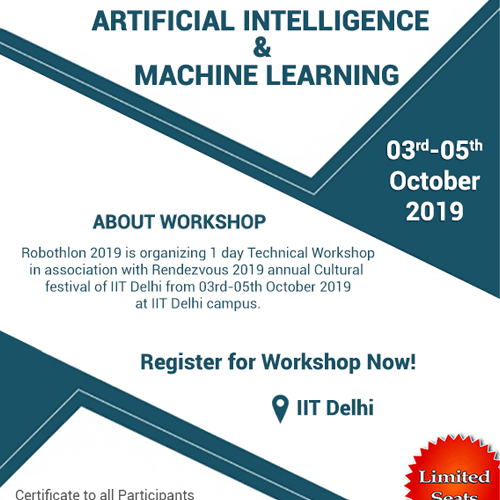 ARTIFICIAL INTELLIGENCE
&
MACHINE LEARNING
03rd-05th
October
2019
ABOUT WORKSHOP
Robothlon 2019 is organizing 1 day Technical Workshop
in association with Rendezvous 2019 annual Cultural
festival of IIT Delhi from 03rd-05th October 2019
at IIT Delhi campus.
Register for Workshop Now!
IIT Delhi
Limited
Seats
Certificate to all Participants